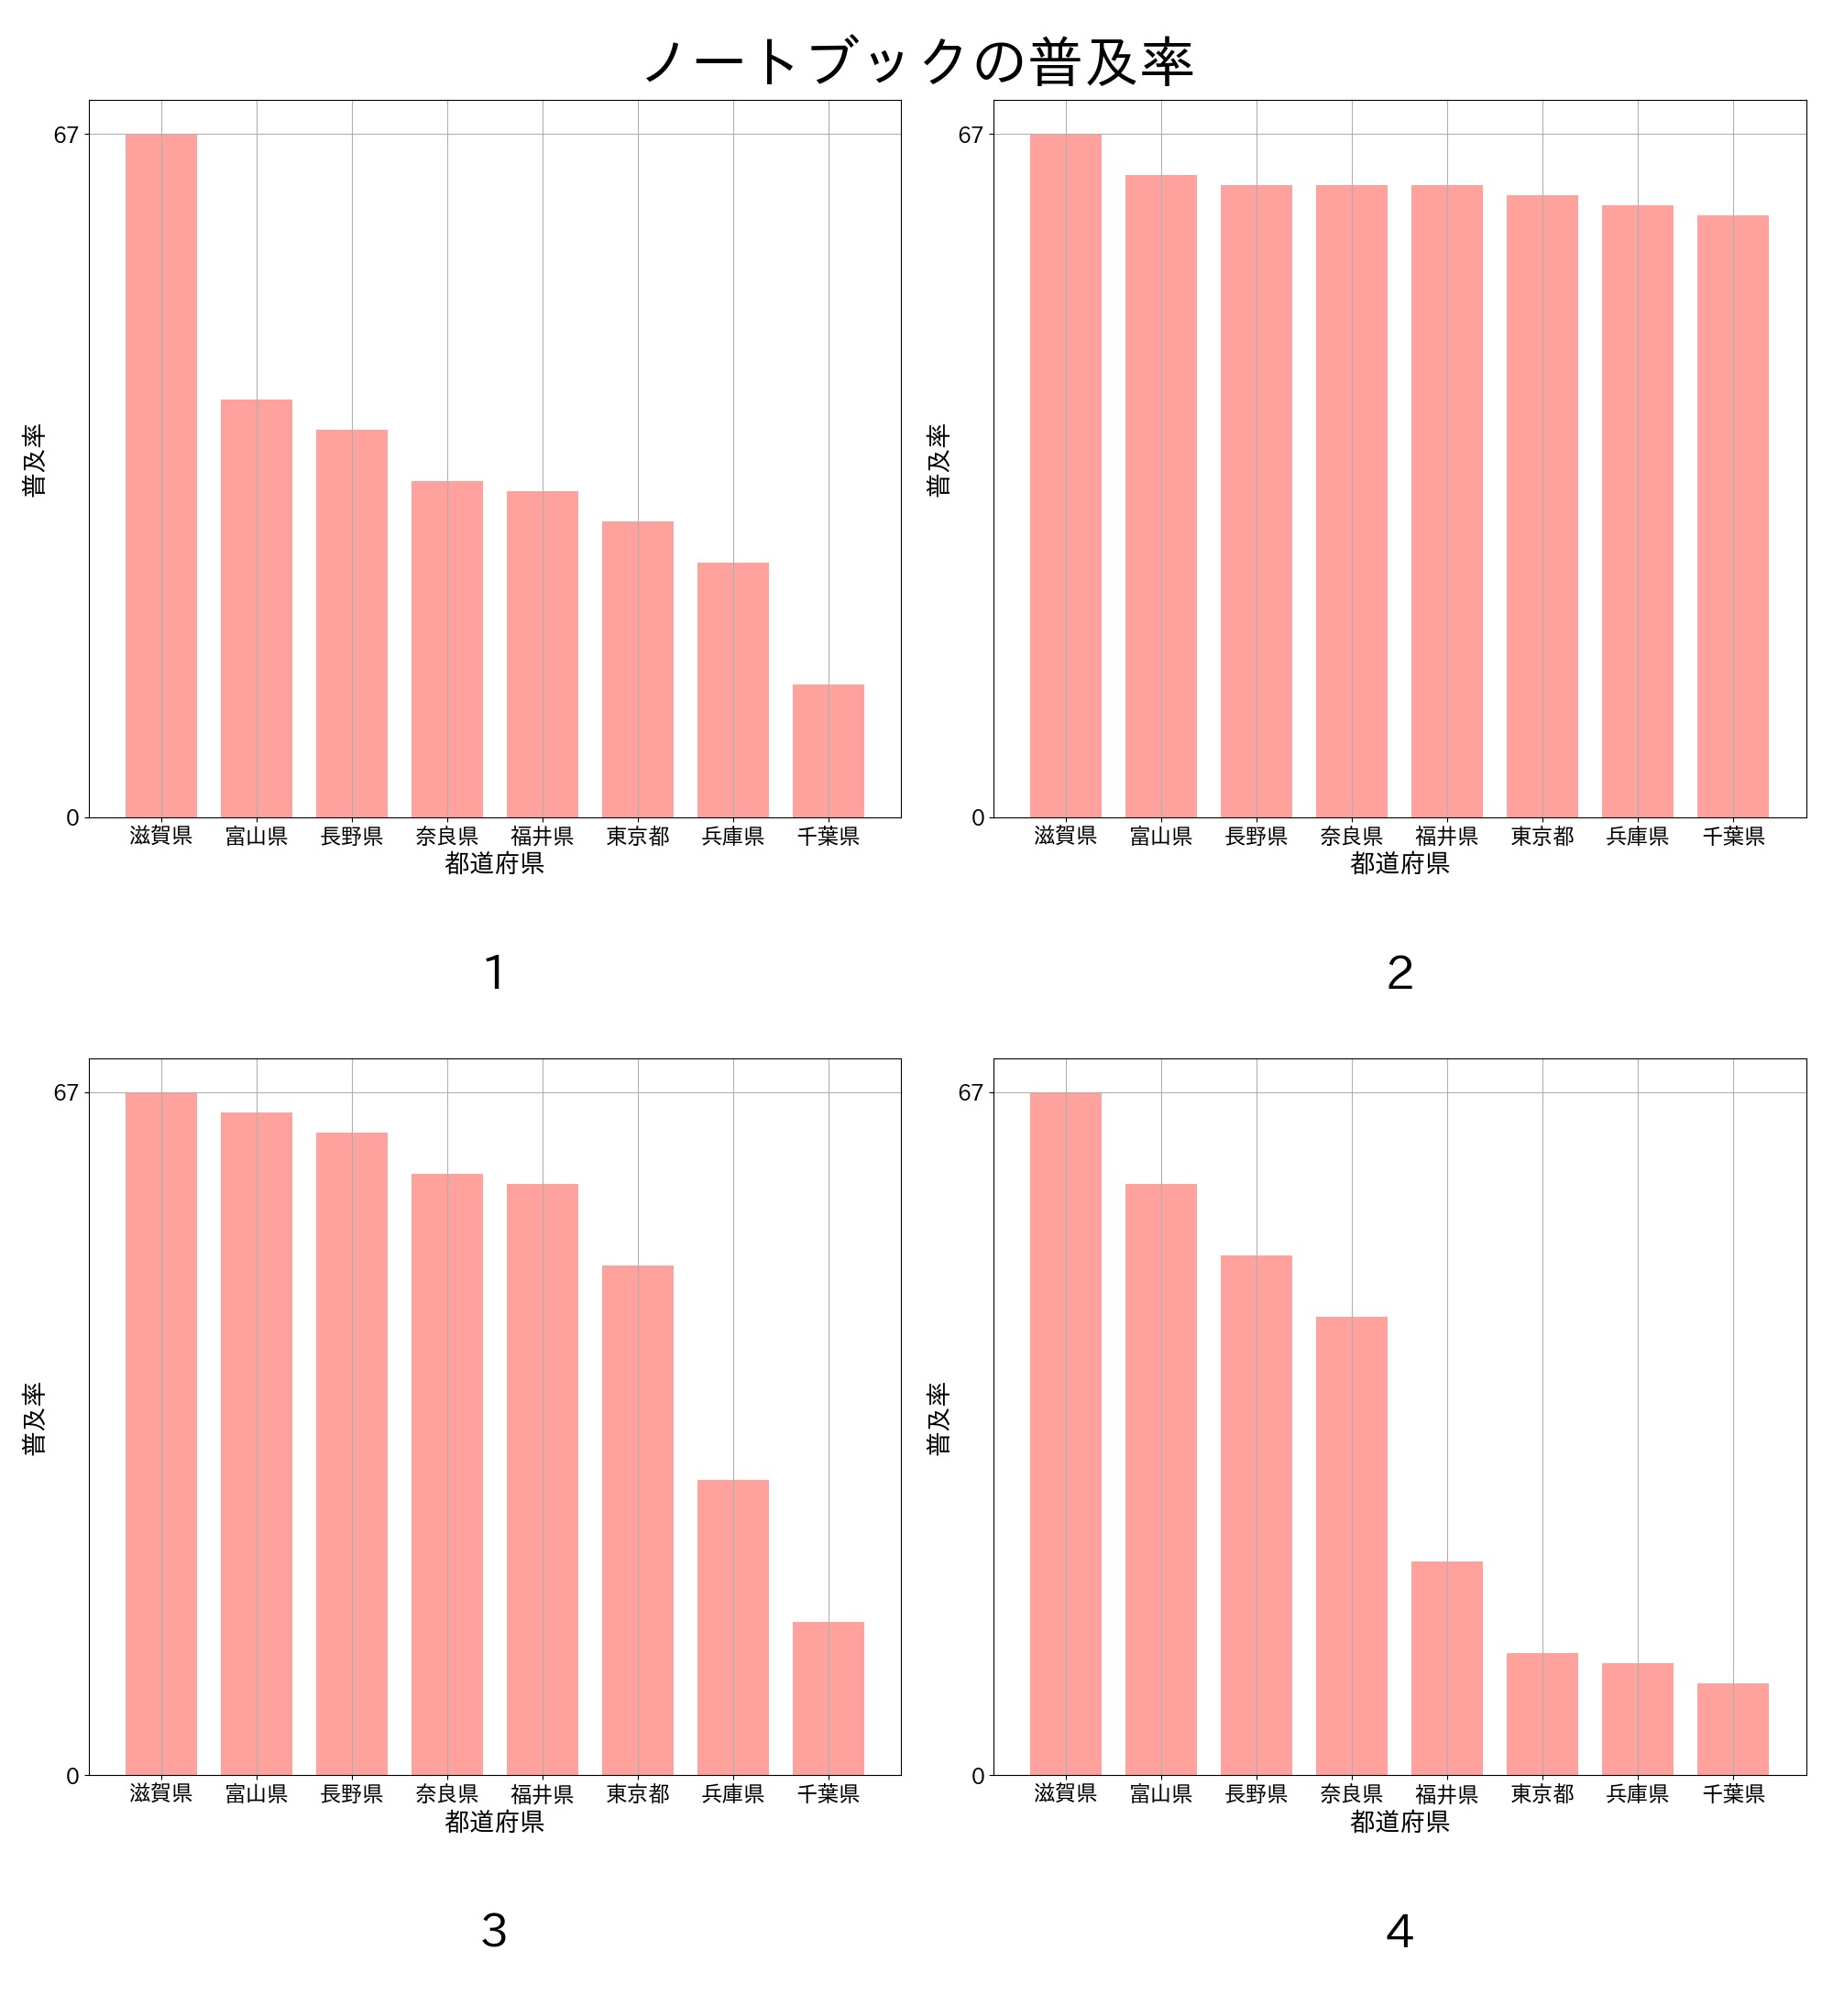 ノートブックの普及率
67
0
普及率
滋賀県 富山県 長野県 奈良県 福井県 東京都 兵庫県 千葉県
都道府県
1
67
0
普及率
滋賀県 富山県 長野県 奈良県 福井県 東京都 兵庫県 千葉県
都道府県
2
67
0
普及率
滋賀県 富山県 長野県 奈良県 福井県 東京都 兵庫県 千葉県
都道府県
3
67
0
普及率
滋賀県 富山県 長野県 奈良県 福井県 東京都 兵庫県 千葉県
都道府県
4